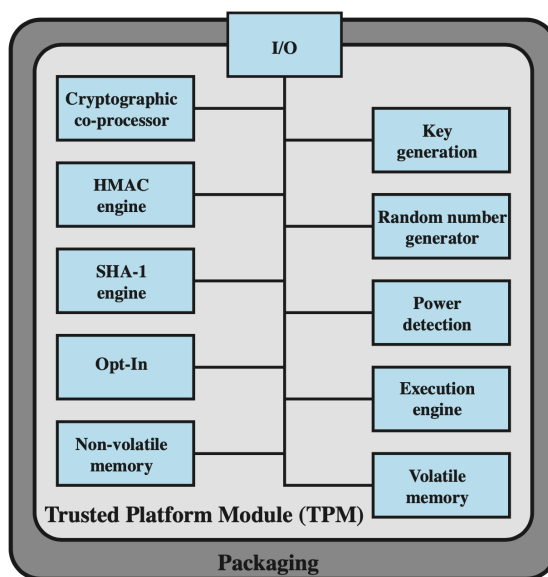 I/O
Cryptographic
co-processor
Key
generation
HMAC
engine
Random number
generator
SHA-1
engine
Power
detection
Opt-In
Execution
engine
Non-volatile
memory
Volatile
memory
Trusted Platform Module (TPM)
Packaging